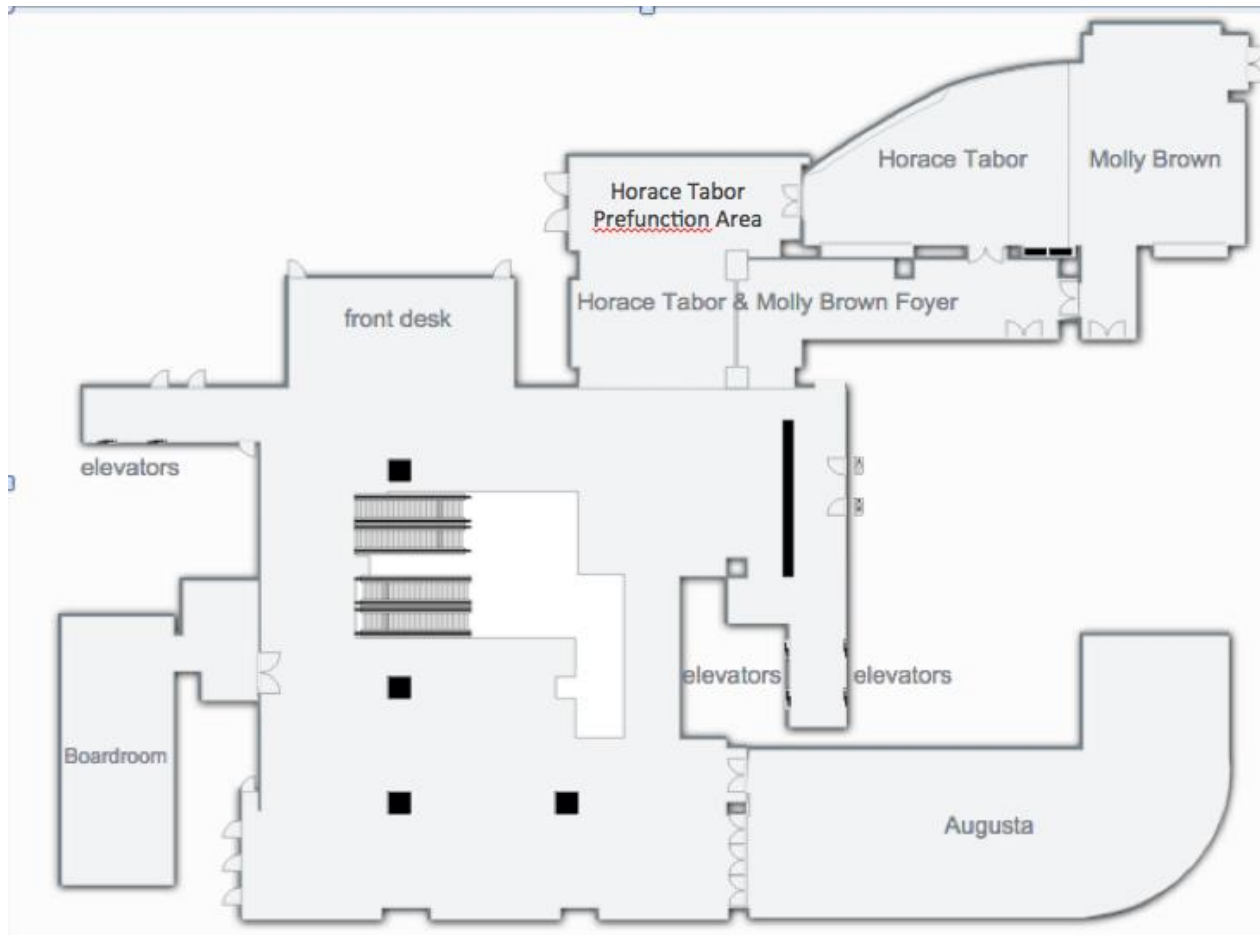 Horace Tabor
Molly Brown
Horace Tabor
Prefunction Area
Horace Tabor & Molly Brown Foyer
front desk
elevators
elevators
elevators
Boardroom
Augusta